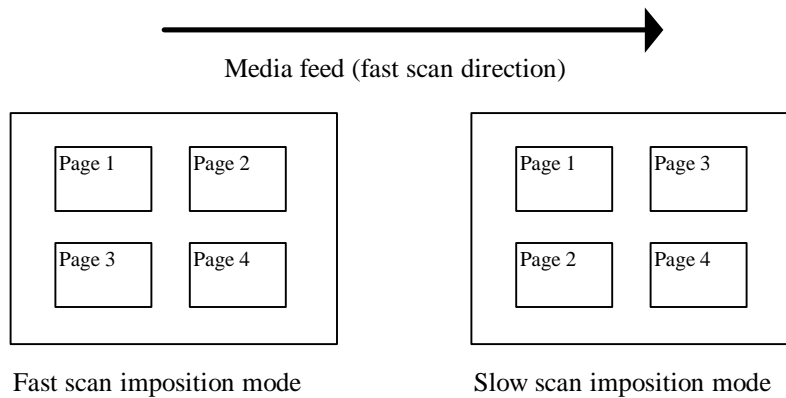 Media feed (fast scan direction)
Page 1
Page 2
Page 3
Page 4
Fast scan imposition mode
Page 1
Page 3
Page 2
Page 4
Slow scan imposition mode